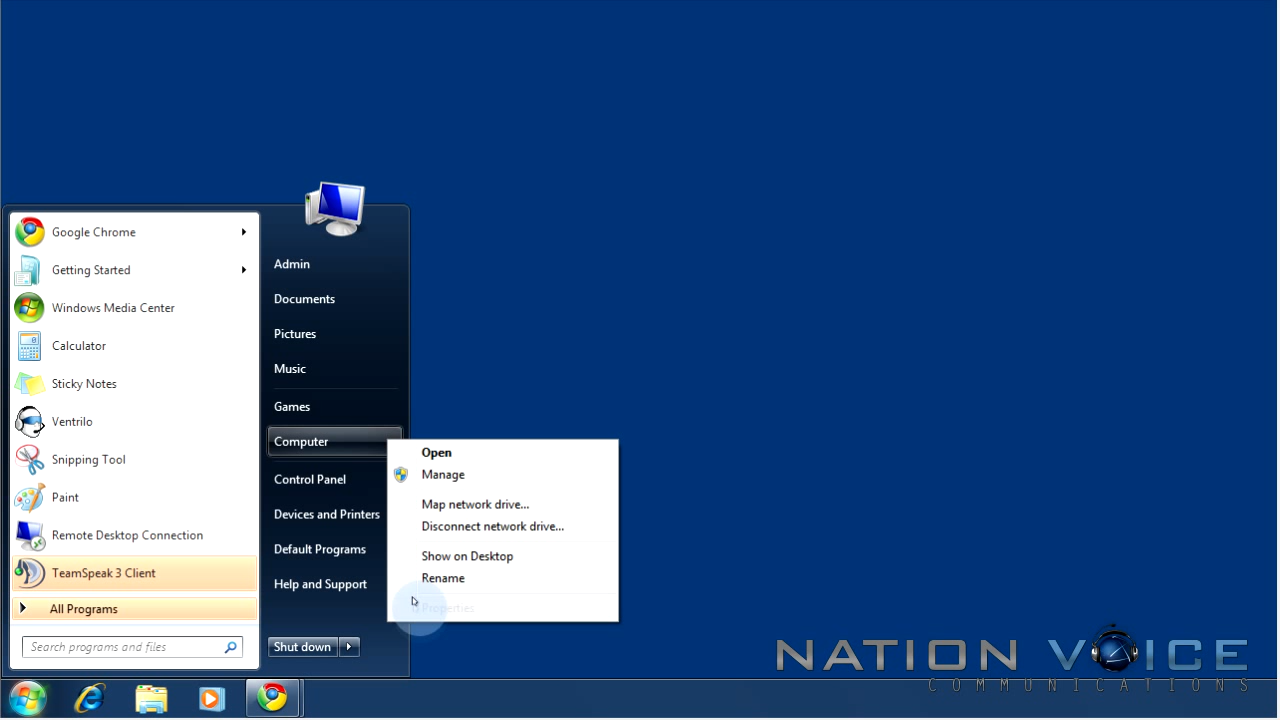 Google Chrome
Getting Started
Windows Media Center
Calculator
Sticky Notes
Ventrilo
Snipping Tool
Paint
Remote Desktop Connection
TeamSpeak 3 Client
All Programs
Search programs and files
Admin
Documents
Pictures
Music
Games
Computer
Control Panel
Devices and Printers
Default Programs
Help and Support
Shut down
Open
Manage
Map network drive...
Disconnect network drive...
Show on Desktop
Rename
Properties
NATION VOICE
COMMUNICATIONS